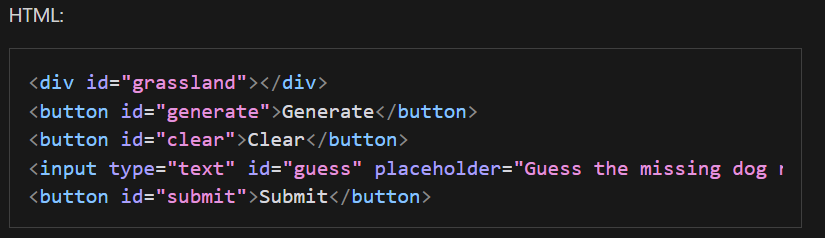 HTML:
<div id="grassland"></div>
<button id="generate">Generate</button>
<button id="clear">Clear</button>
<input type="text" id="guess" placeholder="Guess the missing dog
<button id="submit">Submit</button>